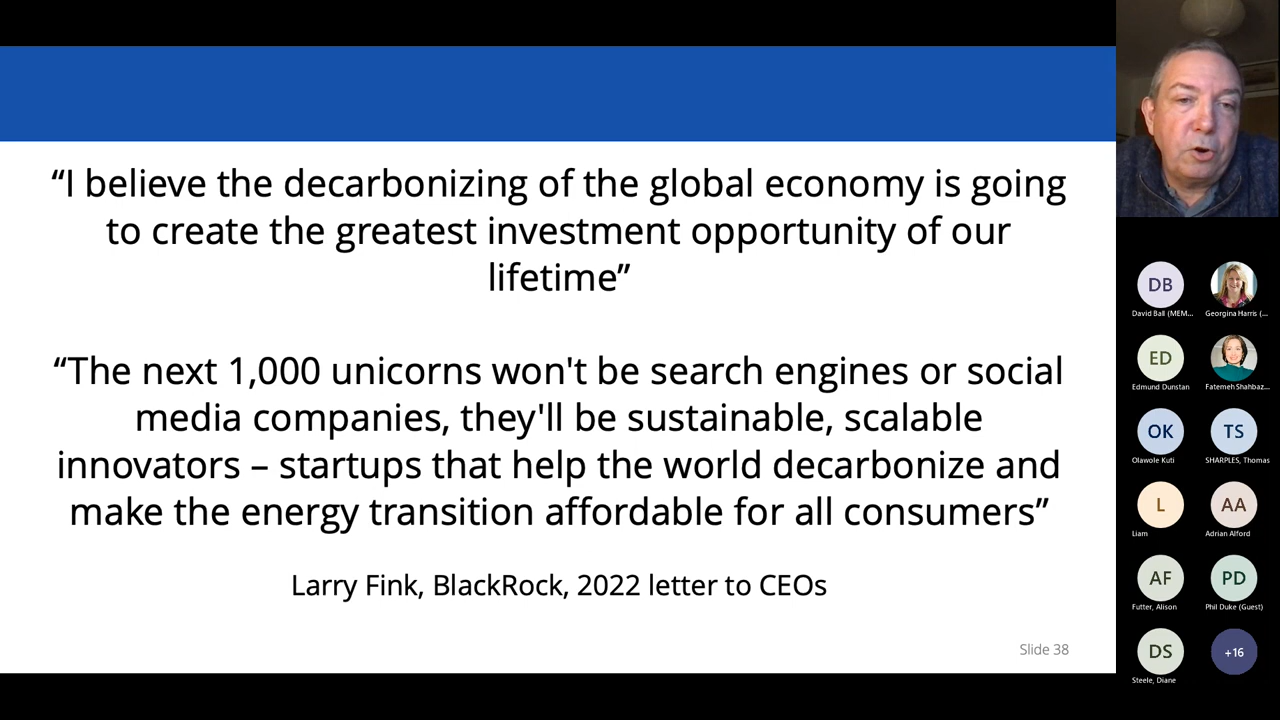 “I believe the decarbonizing of the global economy is going
to create the greatest investment opportunity of our
lifetime”
“The next 1,000 unicorns won't be search engines or social
media companies, they'll be sustainable, scalable
innovators – startups that help the world decarbonize and
make the energy transition affordable for all consumers”
Larry Fink, BlackRock, 2022 letter to CEOs
Slide 38
DB
David Ball (MEM...
Georgina Harris (...
ED
Edmund Dunstan
Fatemeh Shahbaz...
OK
Olawole Kuti
TS
SHARPLES, Thomas
L
Liam
AA
Adrian Alford
AF
Futter, Alison
PD
Phil Duke (Guest)
DS
Steele, Diane
+16